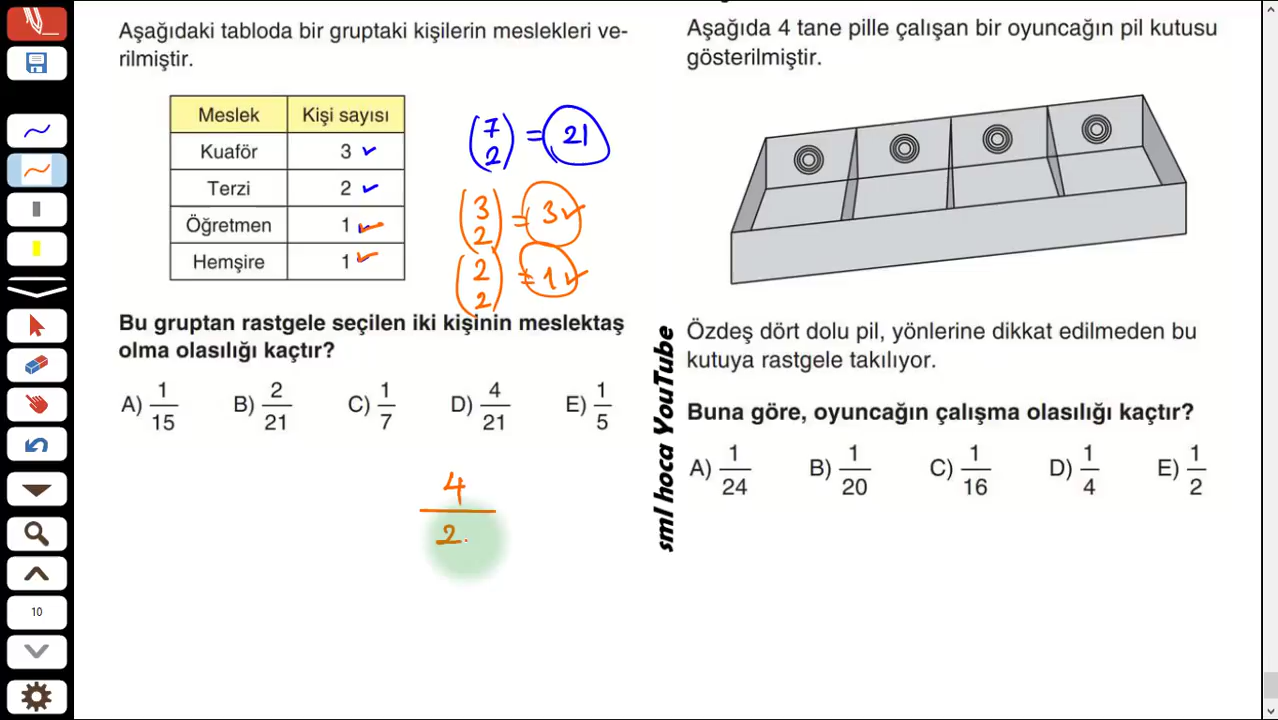 Aşağıdaki tabloda bir gruptaki kişilerin meslekleri ve-
rilmiştir.
Meslek Kişi sayısı
Kuaför 3
Terzi 2
Öğretmen 1
Hemşire 1
(7 2) = 21
(3 2) = 3
(2 2) = 1
Bu gruptan rastgele seçilen iki kişinin meslektaş
olma olasılığı kaçtır?
A) 1/15 B) 2/21 C) 1/7 D) 4/21 E) 1/5
4
2
Aşağıda 4 tane pille çalışan bir oyuncağın pil kutusu
gösterilmiştir.
Özdeş dört dolu pil, yönlerine dikkat edilmeden bu
kutuya rastgele takılıyor.
Buna göre, oyuncağın çalışma olasılığı kaçtır?
A) 1/24 B) 1/20 C) 1/16 D) 1/4 E) 1/2
sml hoca YouTube
10